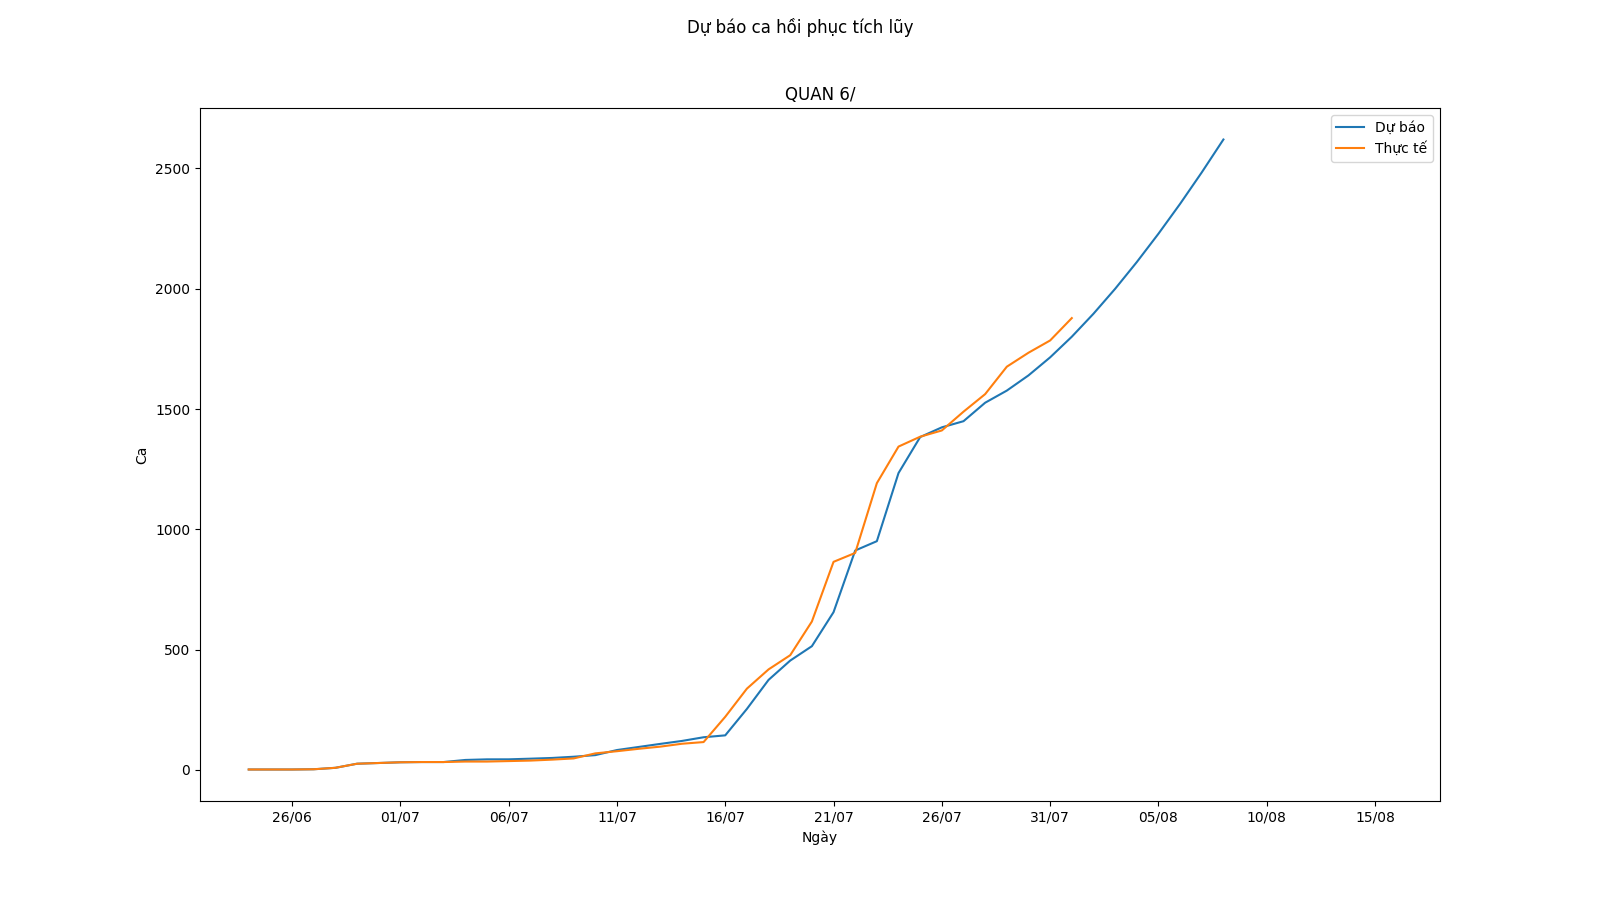 Dự báo ca hồi phục tích lũy
QUAN 6/
Dự báo
Thực tế
2500
2000
1500
1000
500
0
Ca
26/06
01/07
06/07
11/07
16/07
21/07
26/07
31/07
05/08
10/08
15/08
Ngày